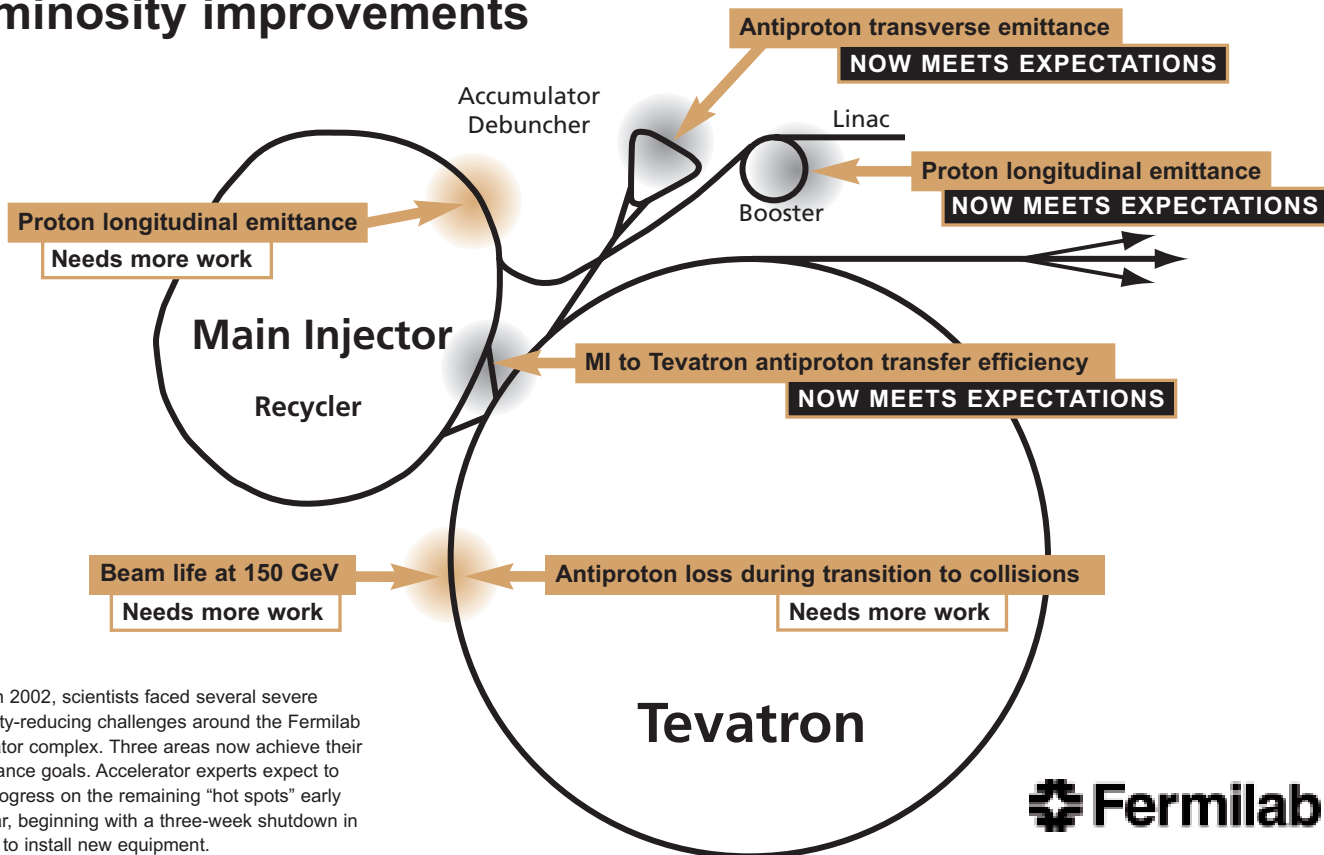 minosity improvements
Antiproton transverse emittance
NOW MEETS EXPECTATIONS
Accumulator
Debuncher
Linac
Proton longitudinal emittance
NOW MEETS EXPECTATIONS
Booster
Proton longitudinal emittance
Needs more work
Main Injector
Recycler
MI to Tevatron antiproton transfer efficiency
NOW MEETS EXPECTATIONS
Beam life at 150 GeV
Needs more work
Antiproton loss during transition to collisions
Needs more work
Tevatron
n 2002, scientists faced several severe
ty-reducing challenges around the Fermilab
ator complex. Three areas now achieve their
ance goals. Accelerator experts expect to
ogress on the remaining “hot spots” early
ar, beginning with a three-week shutdown in
to install new equipment.
Fermilab